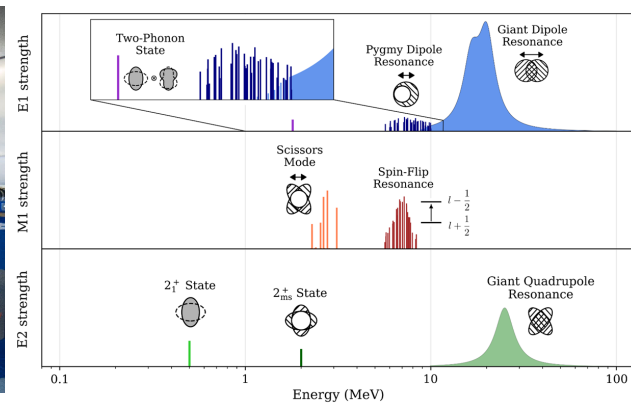 E1 strength
Two-Phonon
State
⊗
Pygmy Dipole
Resonance
Giant Dipole
Resonance
M1 strength
Scissors
Mode
Spin-Flip
Resonance
l − 1/2
l + 1/2
E2 strength
2₁⁺ State
2ₘₛ⁺ State
Giant Quadrupole
Resonance
0.1
1
10
100
Energy (MeV)